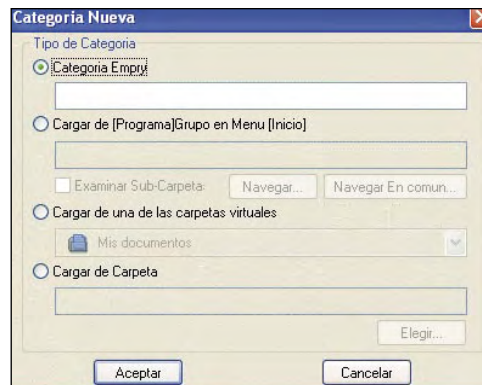 Categoria Nueva
Tipo de Categoria
Categoria Empry
Cargar de [Programa]Grupo en Menu [Inicio]
Examinar Sub-Carpeta:
Navegar...
Navegar En comun...
Cargar de una de las carpetas virtuales
Mis documentos
Cargar de Carpeta
Elegir...
Aceptar
Cancelar